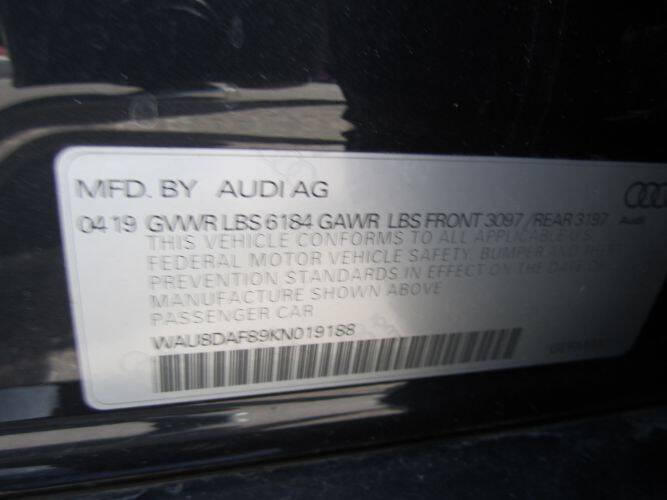 MFD. BY AUDI AG
04 19 GVWR LBS 6184 GAWR LBS FRONT 3097 / REAR 3197
Audi
THIS VEHICLE CONFORMS TO ALL APPLICABLE U.S.
FEDERAL MOTOR VEHICLE SAFETY, BUMPER AND
PREVENTION STANDARDS IN EFFECT ON THE DATE
MANUFACTURE SHOWN ABOVE
PASSENGER CAR
WAU8DAF89KN019188